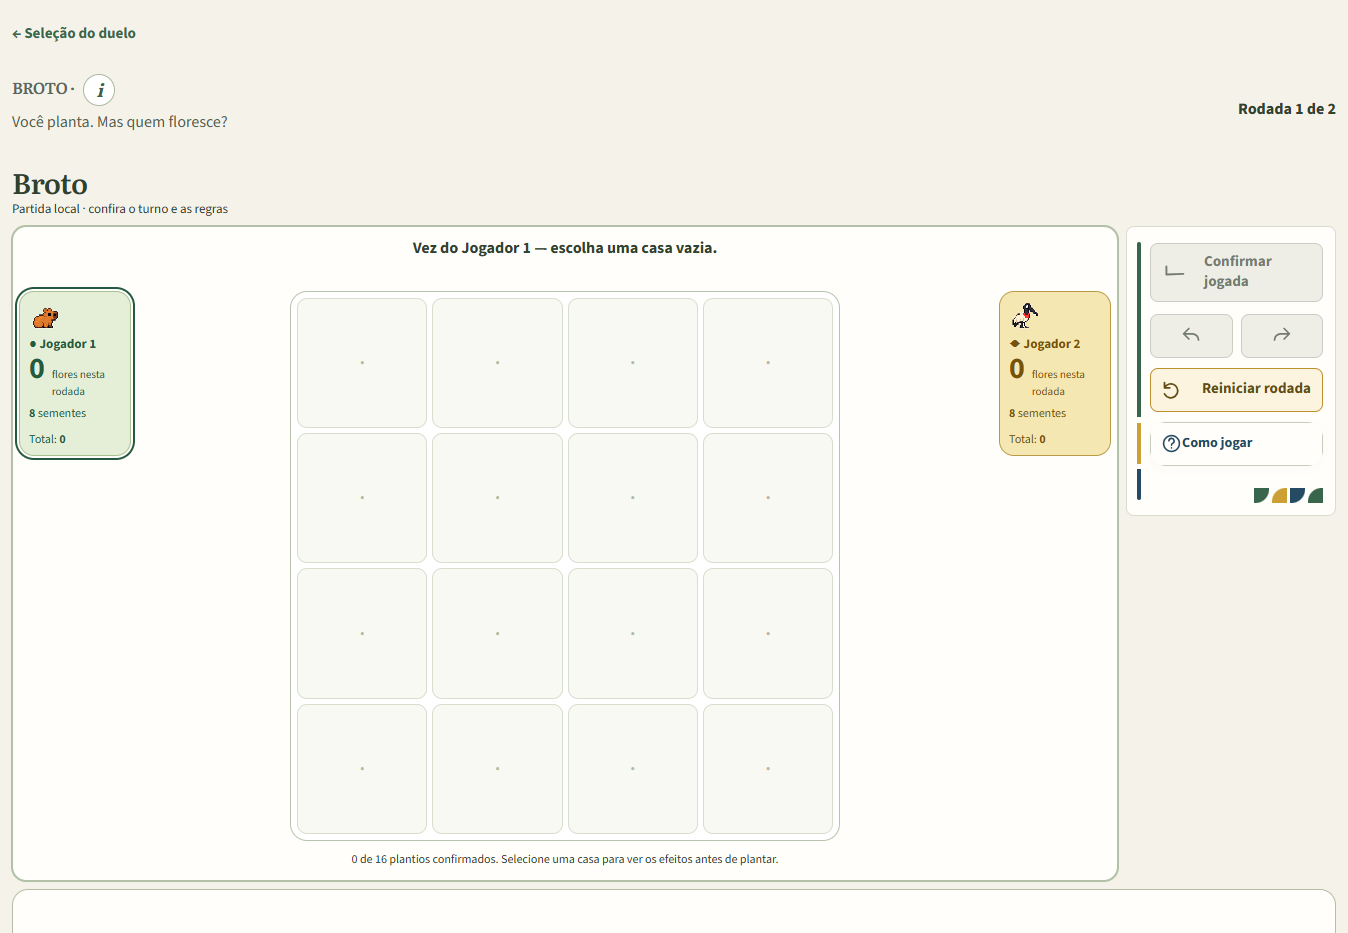 ← Seleção do duelo
BROTO · i
Você planta. Mas quem floresce?
Rodada 1 de 2
Broto
Partida local · confira o turno e as regras
Vez do Jogador 1 — escolha uma casa vazia.
● Jogador 1
0 flores nesta
rodada
8 sementes
Total: 0
◆ Jogador 2
0 flores nesta
rodada
8 sementes
Total: 0
0 de 16 plantios confirmados. Selecione uma casa para ver os efeitos antes de plantar.
Confirmar
jogada
Reiniciar rodada
? Como jogar